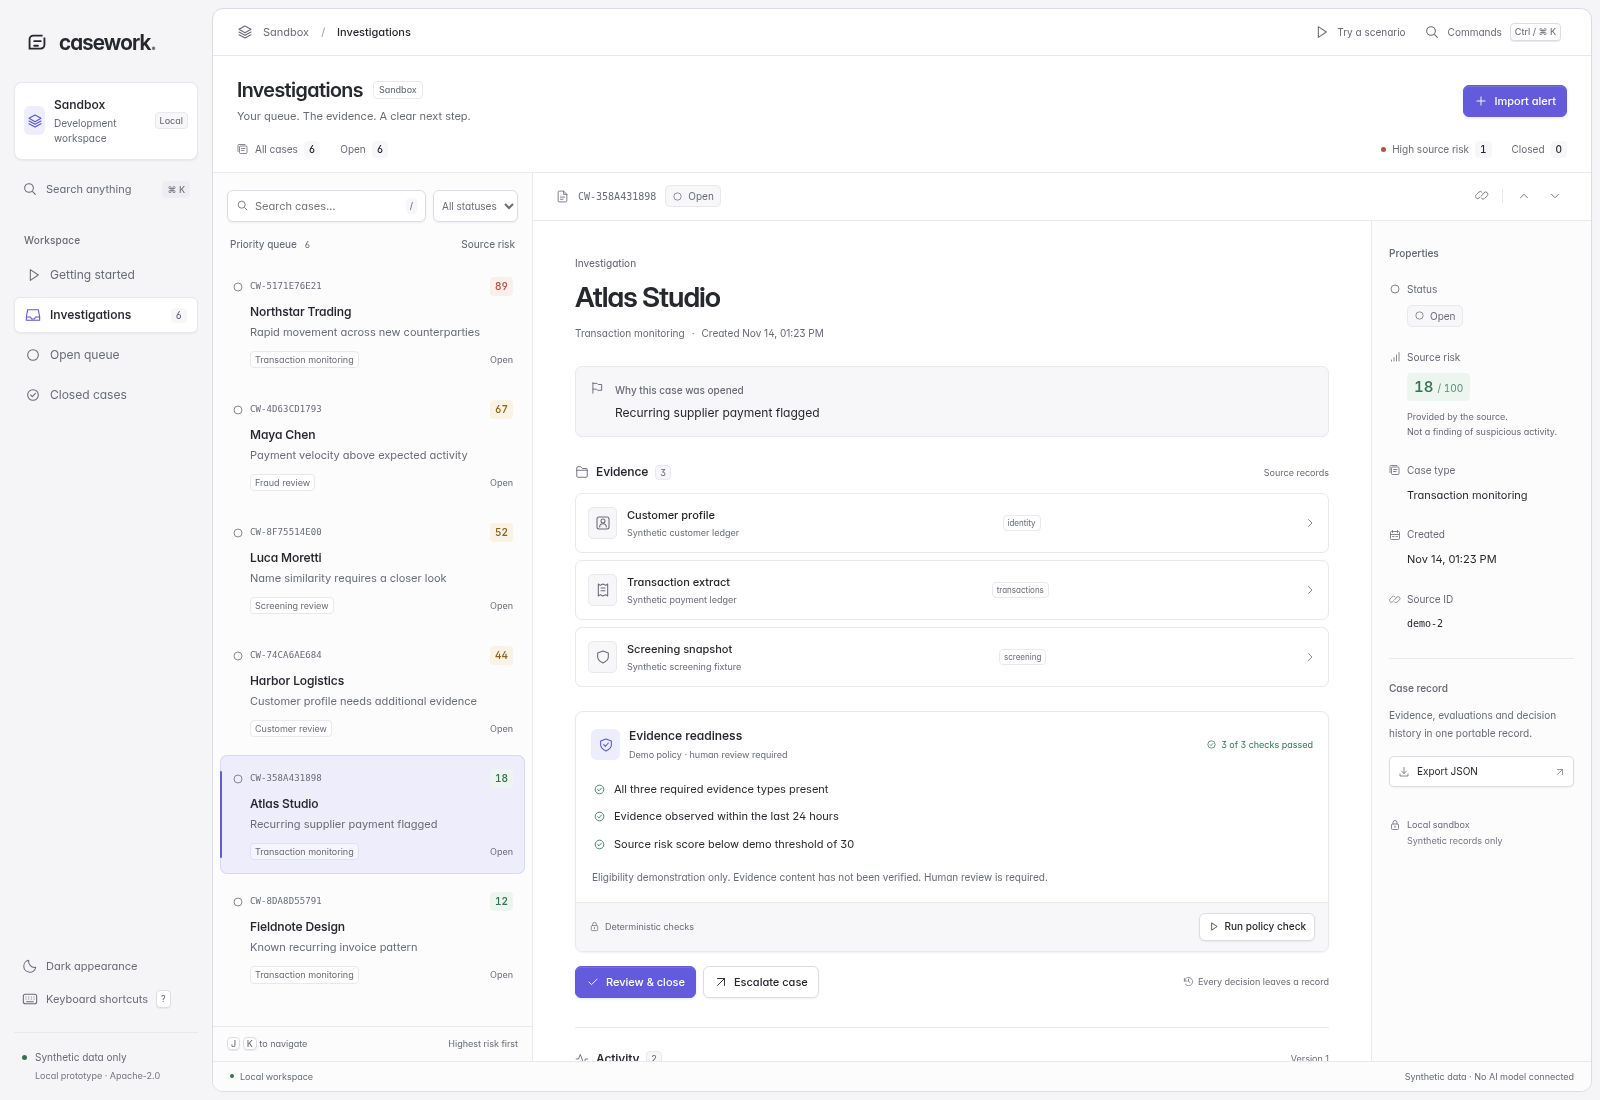 casework.
Sandbox
Development
workspace
Local
Search anything
⌘ K
Workspace
Getting started
Investigations
6
Open queue
Closed cases
Dark appearance
Keyboard shortcuts
?
Synthetic data only
Local prototype · Apache-2.0
Sandbox / Investigations
Try a scenario
Commands
Ctrl / ⌘ K
Investigations
Sandbox
Your queue. The evidence. A clear next step.
Import alert
All cases 6
Open 6
High source risk 1
Closed 0
Search cases...
/
All statuses
Priority queue 6
Source risk
CW-5171E76E21
89
Northstar Trading
Rapid movement across new counterparties
Transaction monitoring
Open
CW-4D63CD1793
67
Maya Chen
Payment velocity above expected activity
Fraud review
Open
CW-8F75514E00
52
Luca Moretti
Name similarity requires a closer look
Screening review
Open
CW-74CA6AE684
44
Harbor Logistics
Customer profile needs additional evidence
Customer review
Open
CW-358A431898
18
Atlas Studio
Recurring supplier payment flagged
Transaction monitoring
Open
CW-8DA8D55791
12
Fieldnote Design
Known recurring invoice pattern
Transaction monitoring
Open
J K to navigate
Highest risk first
CW-358A431898
Open
Investigation
Atlas Studio
Transaction monitoring · Created Nov 14, 01:23 PM
Why this case was opened
Recurring supplier payment flagged
Evidence 3
Source records
Customer profile
Synthetic customer ledger
identity
Transaction extract
Synthetic payment ledger
transactions
Screening snapshot
Synthetic screening fixture
screening
Evidence readiness
Demo policy · human review required
3 of 3 checks passed
All three required evidence types present
Evidence observed within the last 24 hours
Source risk score below demo threshold of 30
Eligibility demonstration only. Evidence content has not been verified. Human review is required.
Deterministic checks
Run policy check
Review & close
Escalate case
Every decision leaves a record
Activity 2
Version 1
Properties
Status
Open
Source risk
18 / 100
Provided by the source.
Not a finding of suspicious activity.
Case type
Transaction monitoring
Created
Nov 14, 01:23 PM
Source ID
demo-2
Case record
Evidence, evaluations and decision
history in one portable record.
Export JSON
Local sandbox
Synthetic records only
Local workspace
Synthetic data · No AI model connected